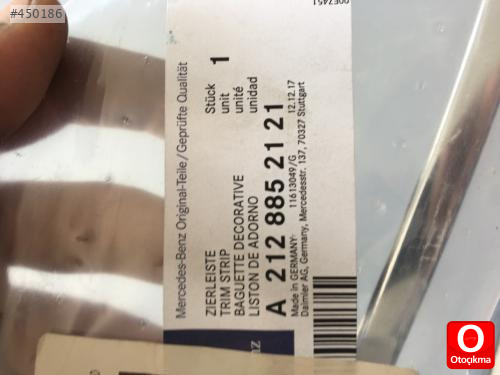 #450186
00E7451
Mercedes-Benz Original-Teile/Geprüfte Qualität
ZIERLEISTE Stück 1
TRIM STRIP unit
BAGUETTE DECORATIVE unité
LISTON DE ADORNO unidad
A 212 885 21 21
Made in GERMANY 11613049/G 12.12.17
Daimler AG, Germany, Mercedesstr. 137, 70327 Stuttgart
nz
O
Otoçıkma